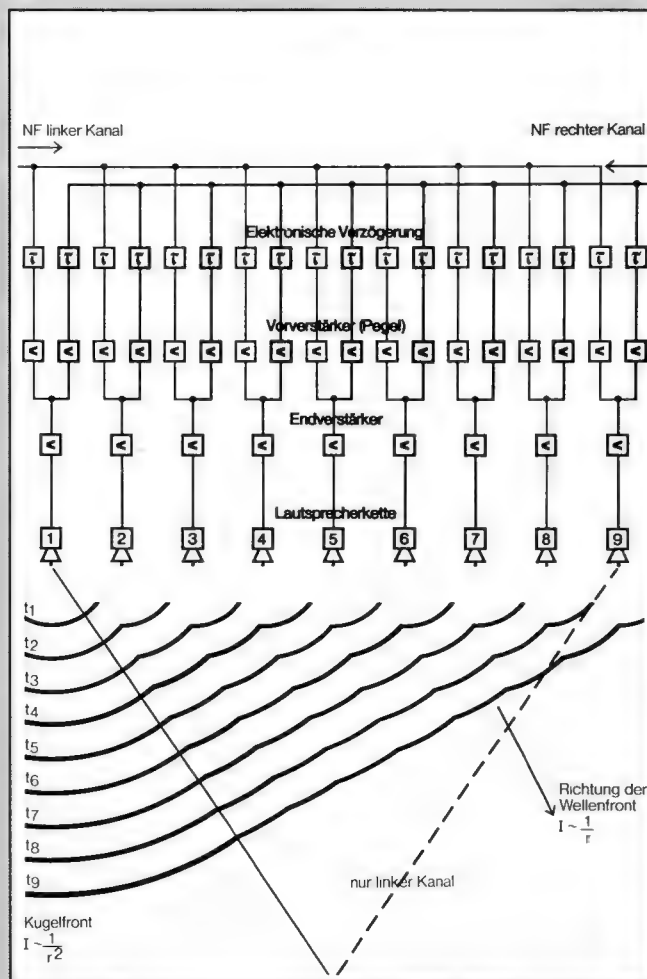 NF linker Kanal
NF rechter Kanal
Elektronische Verzögerung
τ τ τ τ τ τ τ τ τ τ τ τ τ τ τ τ τ τ
Vorverstärker (Pegel)
< < < < < < < < < < < < < < < < < <
Endverstärker
< < < < < < < < <
Lautsprecherkette
1 2 3 4 5 6 7 8 9
t1
t2
t3
t4
t5
t6
t7
t8
t9
Richtung der
Wellenfront
I ~ 1/r
nur linker Kanal
Kugelfront
I ~ 1/r²